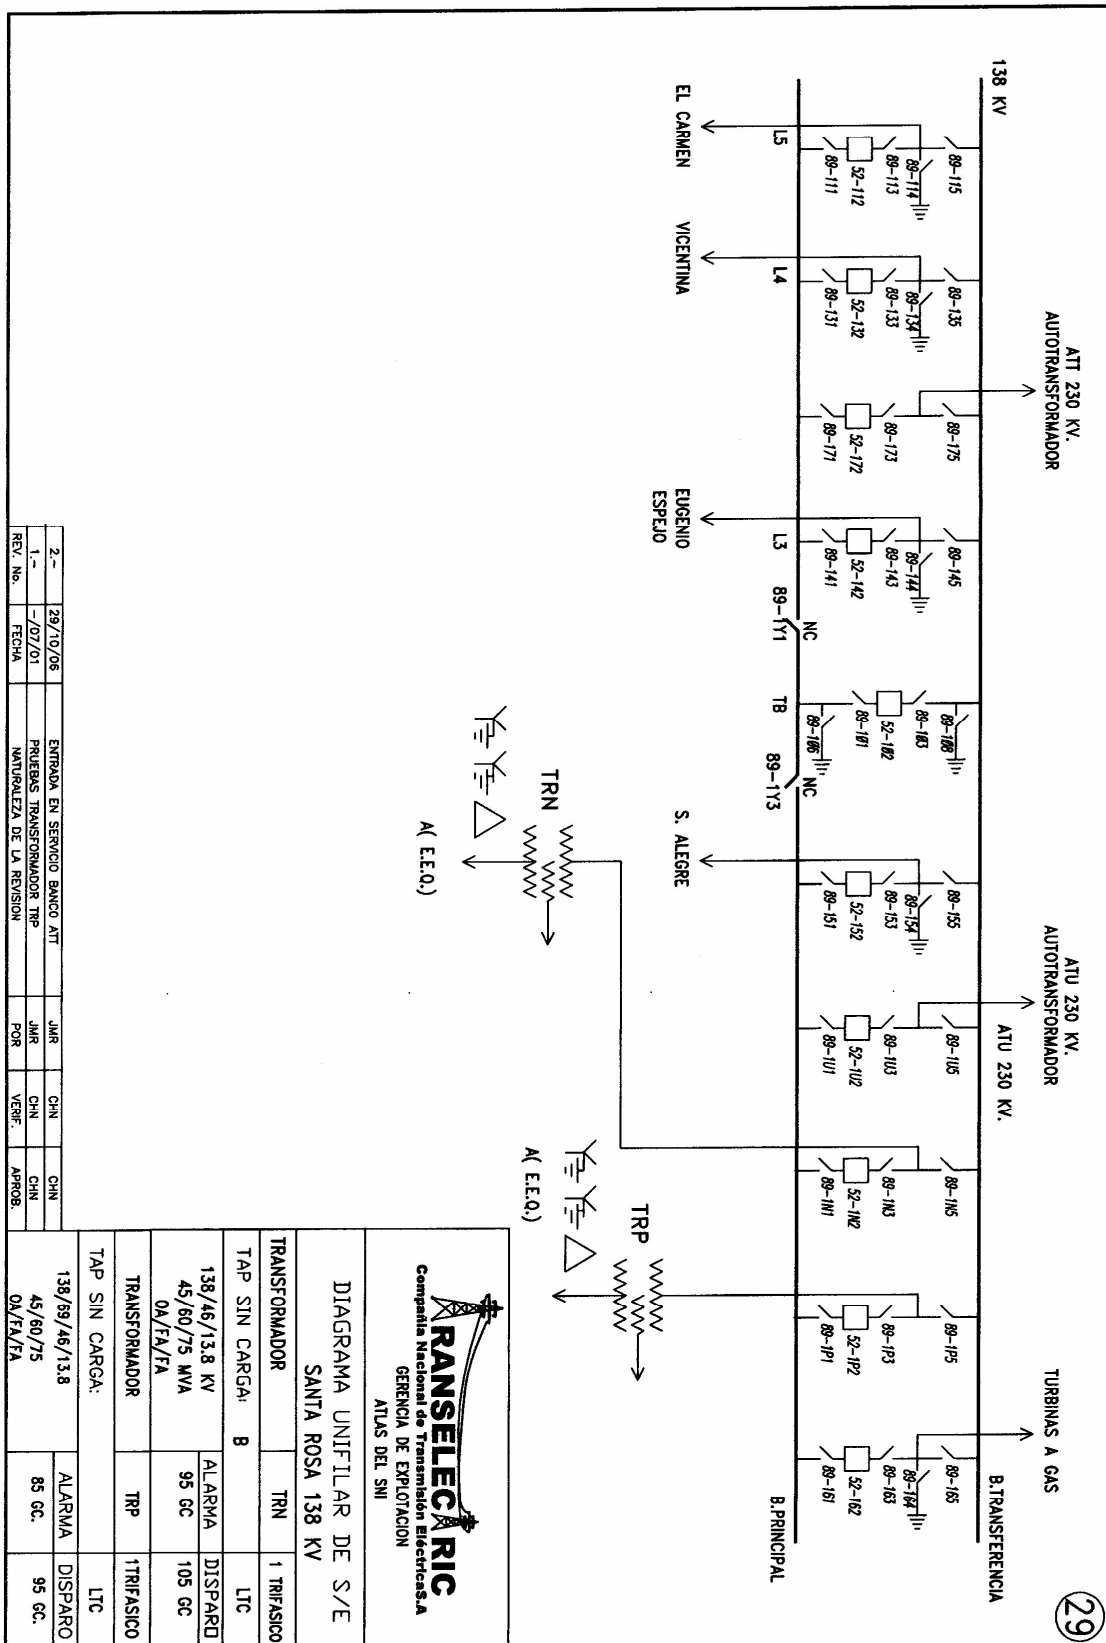 29
138 KV
ATT 230 KV.
AUTOTRANSFORMADOR
ATU 230 KV.
AUTOTRANSFORMADOR
ATU 230 KV.
TURBINAS A GAS
B.TRANSFERENCIA
89-115
89-114
89-113
52-112
89-111
L5
EL CARMEN
89-135
89-134
89-133
52-132
89-131
L4
VICENTINA
89-175
89-173
52-172
89-171
89-145
89-144
89-143
52-142
89-141
L3
EUGENIO
ESPEJO
89-1Y1
NC
89-108
89-103
52-102
89-101
89-106
TB
89-1Y3
NC
89-155
89-154
89-153
52-152
89-151
S. ALEGRE
89-1U5
89-1U3
52-1U2
89-1U1
89-1N5
89-1N3
52-1N2
89-1N1
89-1P5
89-1P3
52-1P2
89-1P1
89-165
89-164
89-163
52-162
89-161
B.PRINCIPAL
TRN
A( E.E.Q.)
TRP
A( E.E.Q.)
TRANSELECTRIC
Compañia Nacional de Transmisión Eléctrica S.A
GERENCIA DE EXPLOTACION
ATLAS DEL SNI
DIAGRAMA UNIFILAR DE S/E
SANTA ROSA 138 KV
TRANSFORMADOR TRN 1 TRIFASICO
TAP SIN CARGA: B LTC
138/46/13.8 KV ALARMA DISPARO
45/60/75 MVA 95 GC 105 GC
OA/FA/FA
TRANSFORMADOR TRP 1TRIFASICO
TAP SIN CARGA: LTC
138/69/46/13.8 ALARMA DISPARO
45/60/75 85 GC. 95 GC.
OA/FA/FA
2.- 29/10/06 ENTRADA EN SERVICIO BANCO ATT JMR CHN CHN
1.- -/07/01 PRUEBAS TRANSFORMADOR TRP JMR CHN CHN
REV. No. FECHA NATURALEZA DE LA REVISION POR VERIF. APROB.